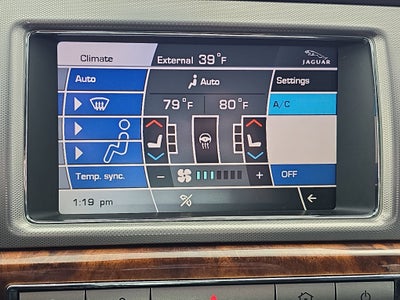 Climate
External 39°F
JAGUAR
Auto
Auto
Settings
79°F
80°F
A/C
Temp. sync.
− +
OFF
1:19 pm